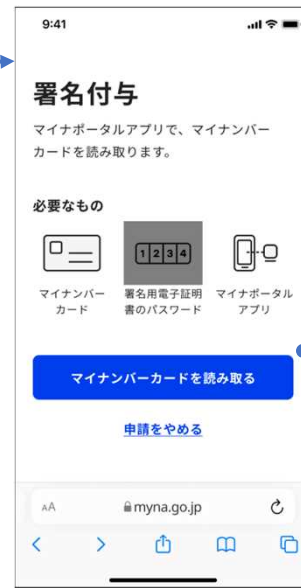 9:41
署名付与
マイナポータルアプリで、マイナンバー
カードを読み取ります。
必要なもの
1 2 3 4
マイナンバー
カード
署名用電子証明
書のパスワード
マイナポータル
アプリ
マイナンバーカードを読み取る
申請をやめる
AA myna.go.jp